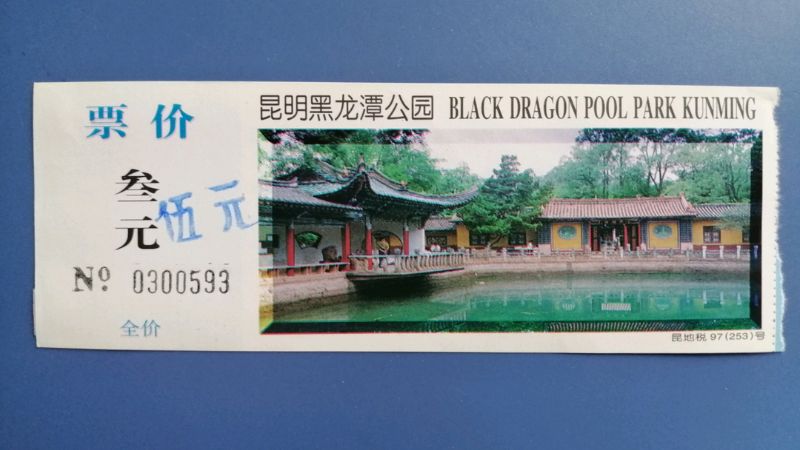 票价
叁元
伍元
Nº 0300593
全价
昆明黑龙潭公园 BLACK DRAGON POOL PARK KUNMING
昆地税 97(253)号